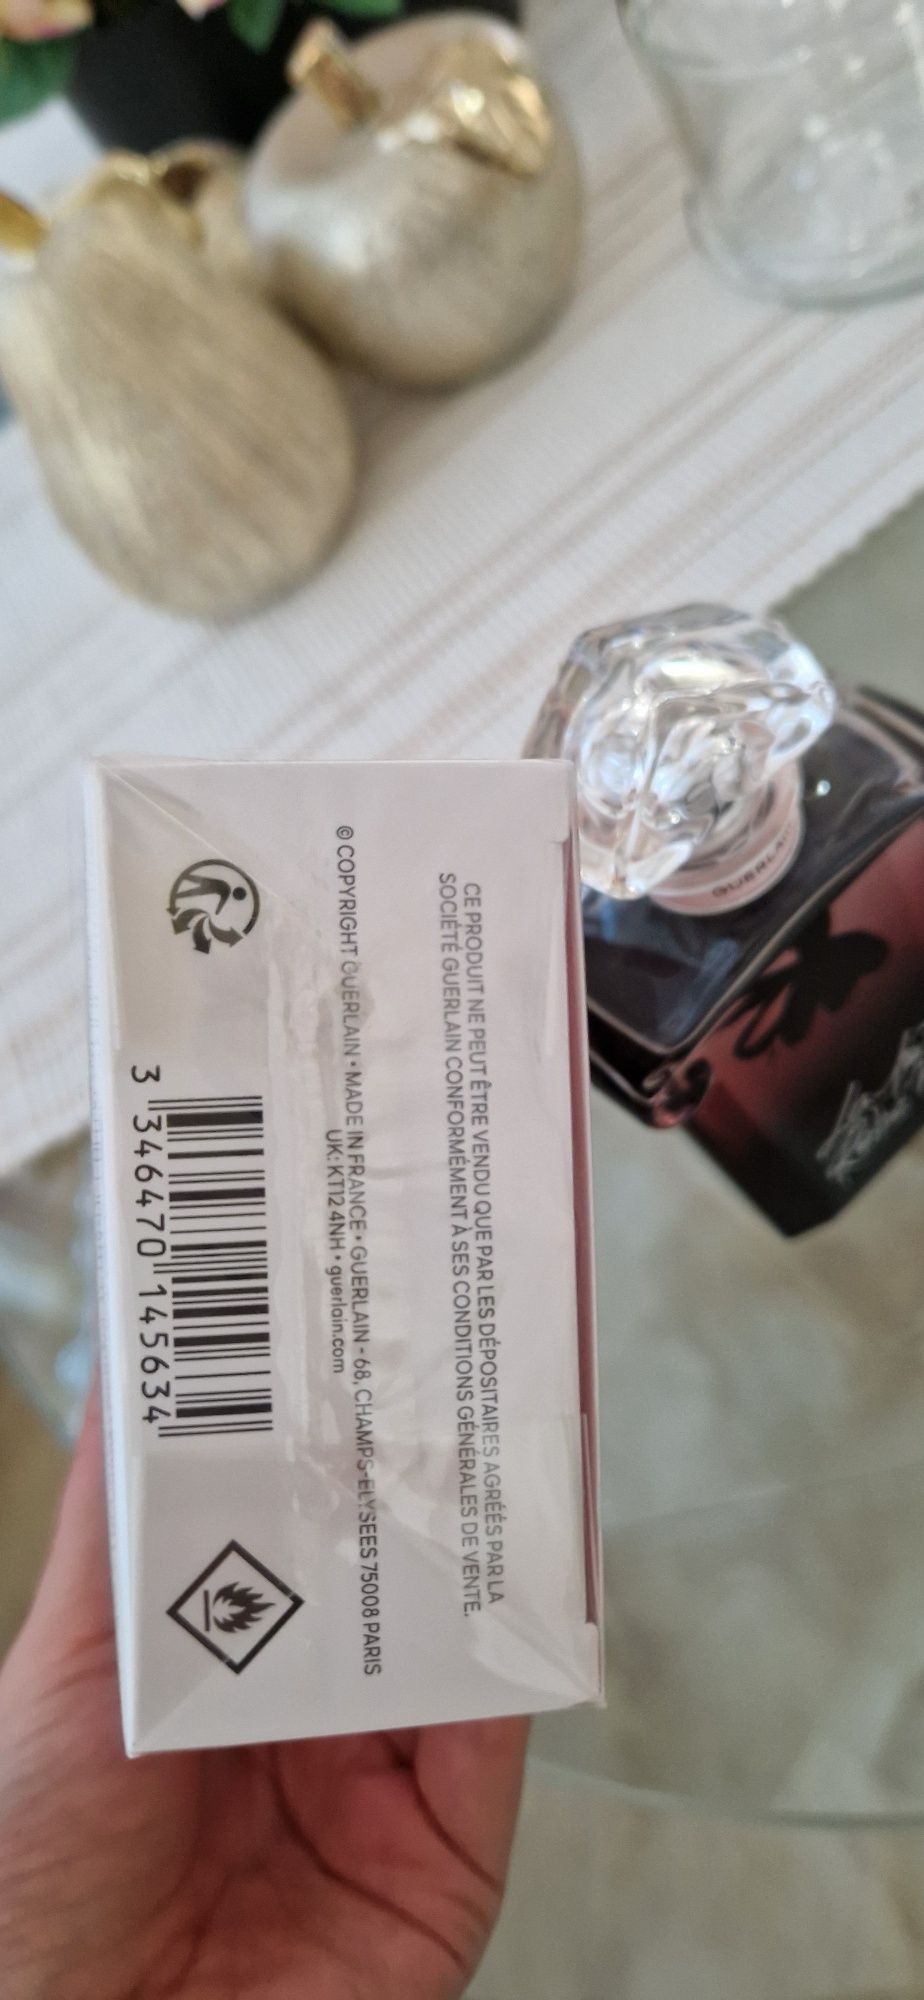 CE PRODUIT NE PEUT ÊTRE VENDU QUE PAR LES DÉPOSITAIRES AGRÉÉS PAR LA
SOCIÉTÉ GUERLAIN CONFORMÉMENT À SES CONDITIONS GÉNÉRALES DE VENTE.
© COPYRIGHT GUERLAIN • MADE IN FRANCE • GUERLAIN - 68, CHAMPS-ELYSEES 75008 PARIS
UK: KT12 4NH • guerlain.com
3 346470 145634
GUERLAIN